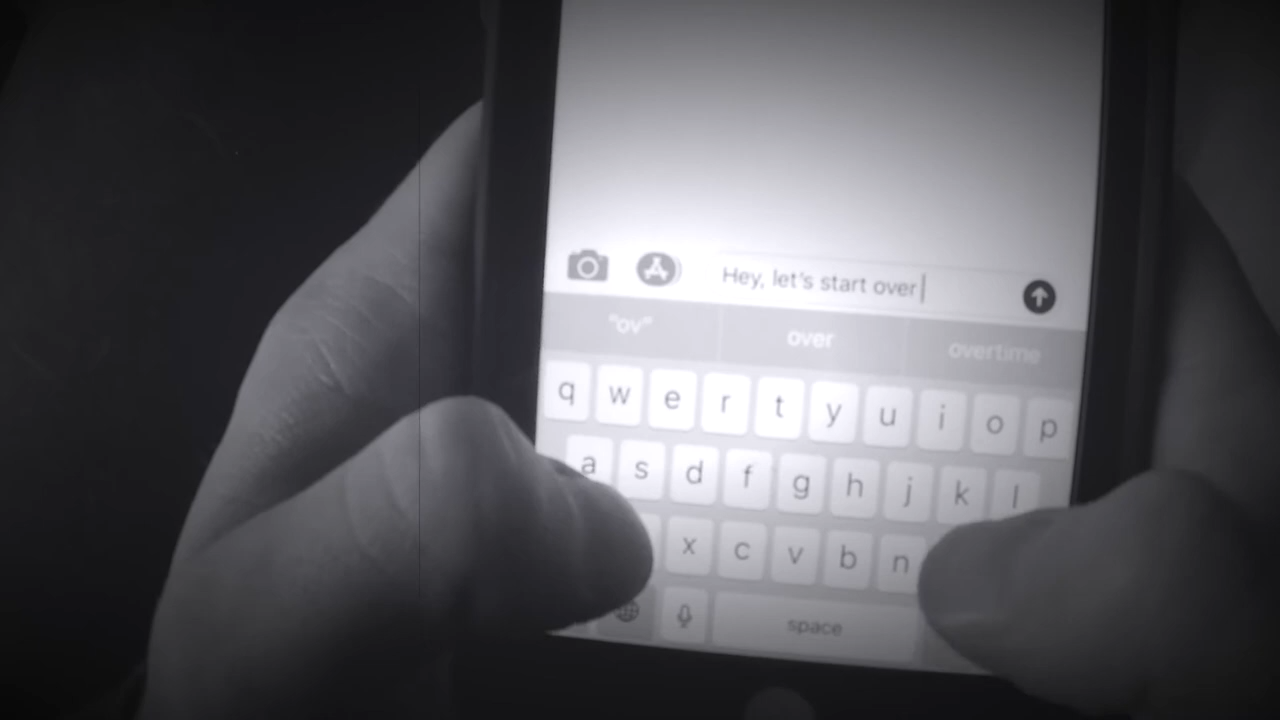 Hey, let's start over
"ov" over overtime
q w e r t y u i o p
a s d f g h j k l
x c v b n
space